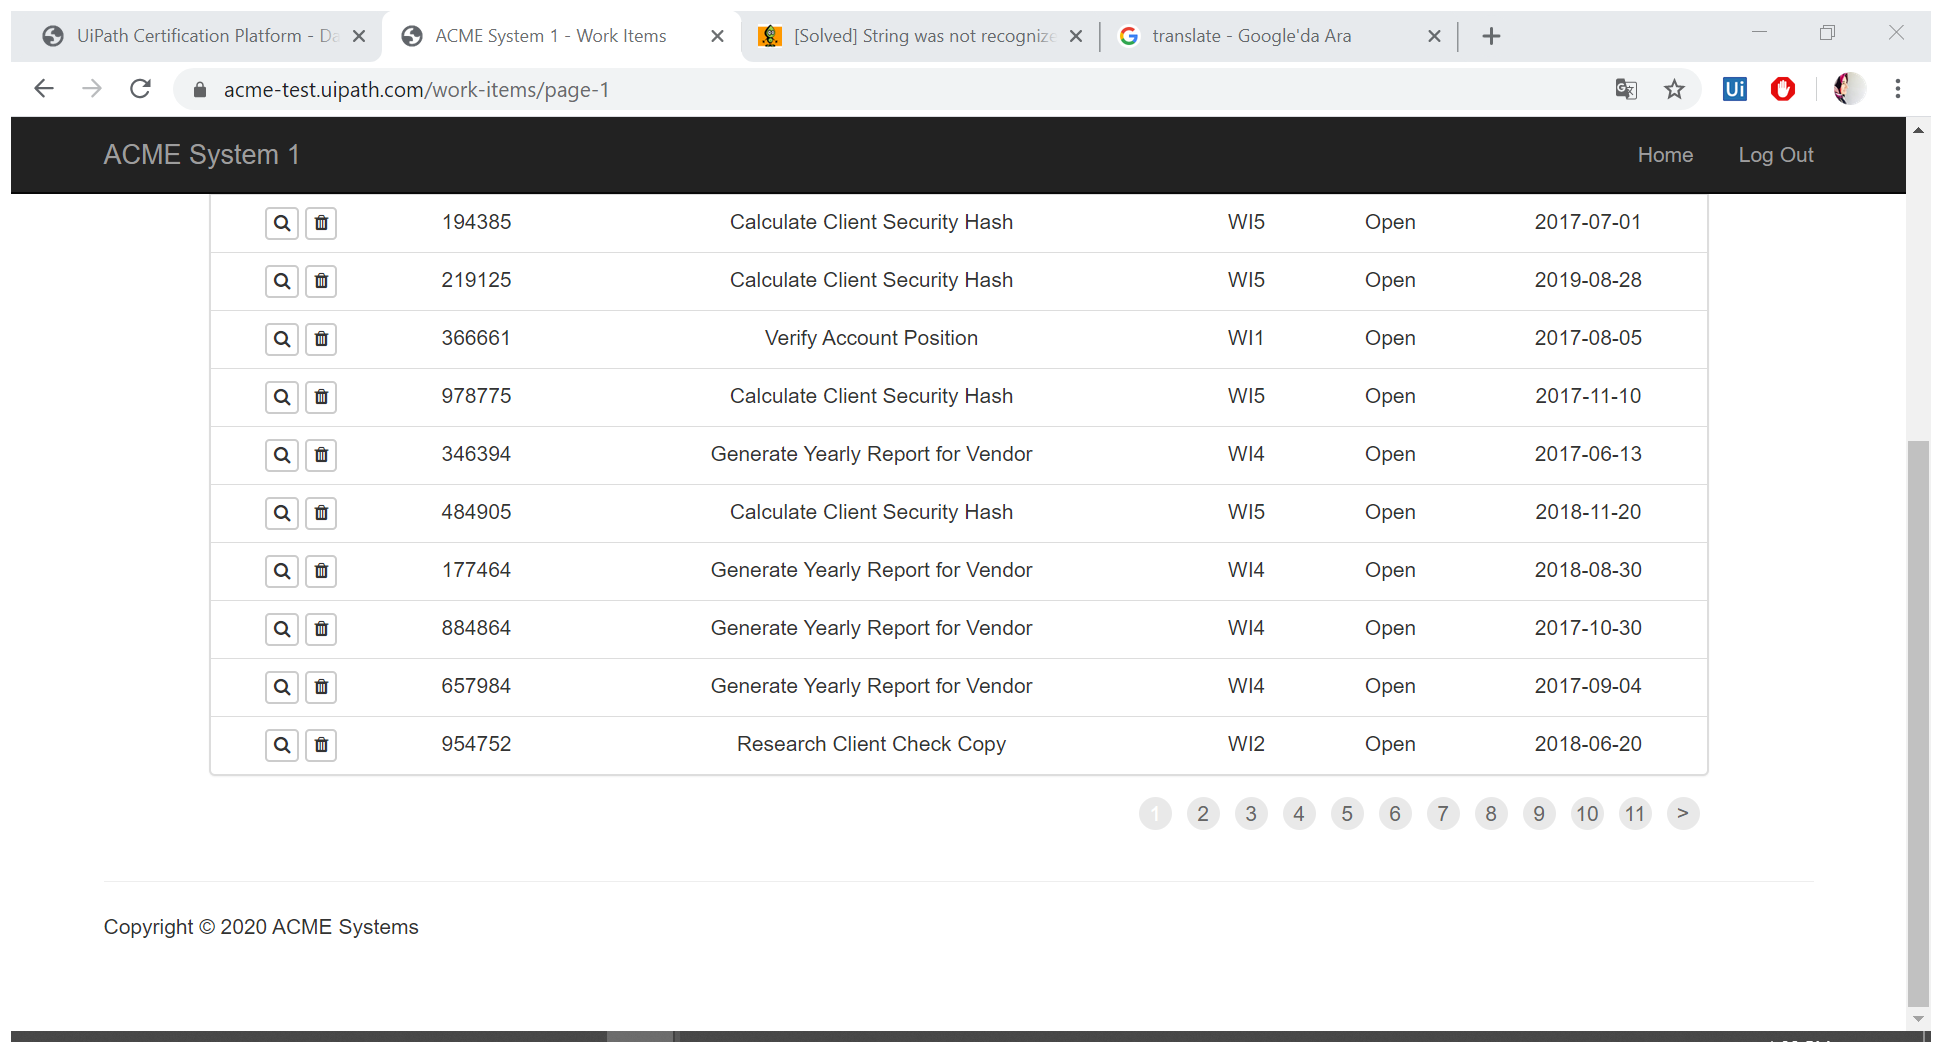 UiPath Certification Platform - Da
ACME System 1 - Work Items
[Solved] String was not recognize
translate - Google'da Ara
acme-test.uipath.com/work-items/page-1
Ui
ACME System 1 Home Log Out
194385 Calculate Client Security Hash WI5 Open 2017-07-01
219125 Calculate Client Security Hash WI5 Open 2019-08-28
366661 Verify Account Position WI1 Open 2017-08-05
978775 Calculate Client Security Hash WI5 Open 2017-11-10
346394 Generate Yearly Report for Vendor WI4 Open 2017-06-13
484905 Calculate Client Security Hash WI5 Open 2018-11-20
177464 Generate Yearly Report for Vendor WI4 Open 2018-08-30
884864 Generate Yearly Report for Vendor WI4 Open 2017-10-30
657984 Generate Yearly Report for Vendor WI4 Open 2017-09-04
954752 Research Client Check Copy WI2 Open 2018-06-20
1 2 3 4 5 6 7 8 9 10 11 >
Copyright © 2020 ACME Systems